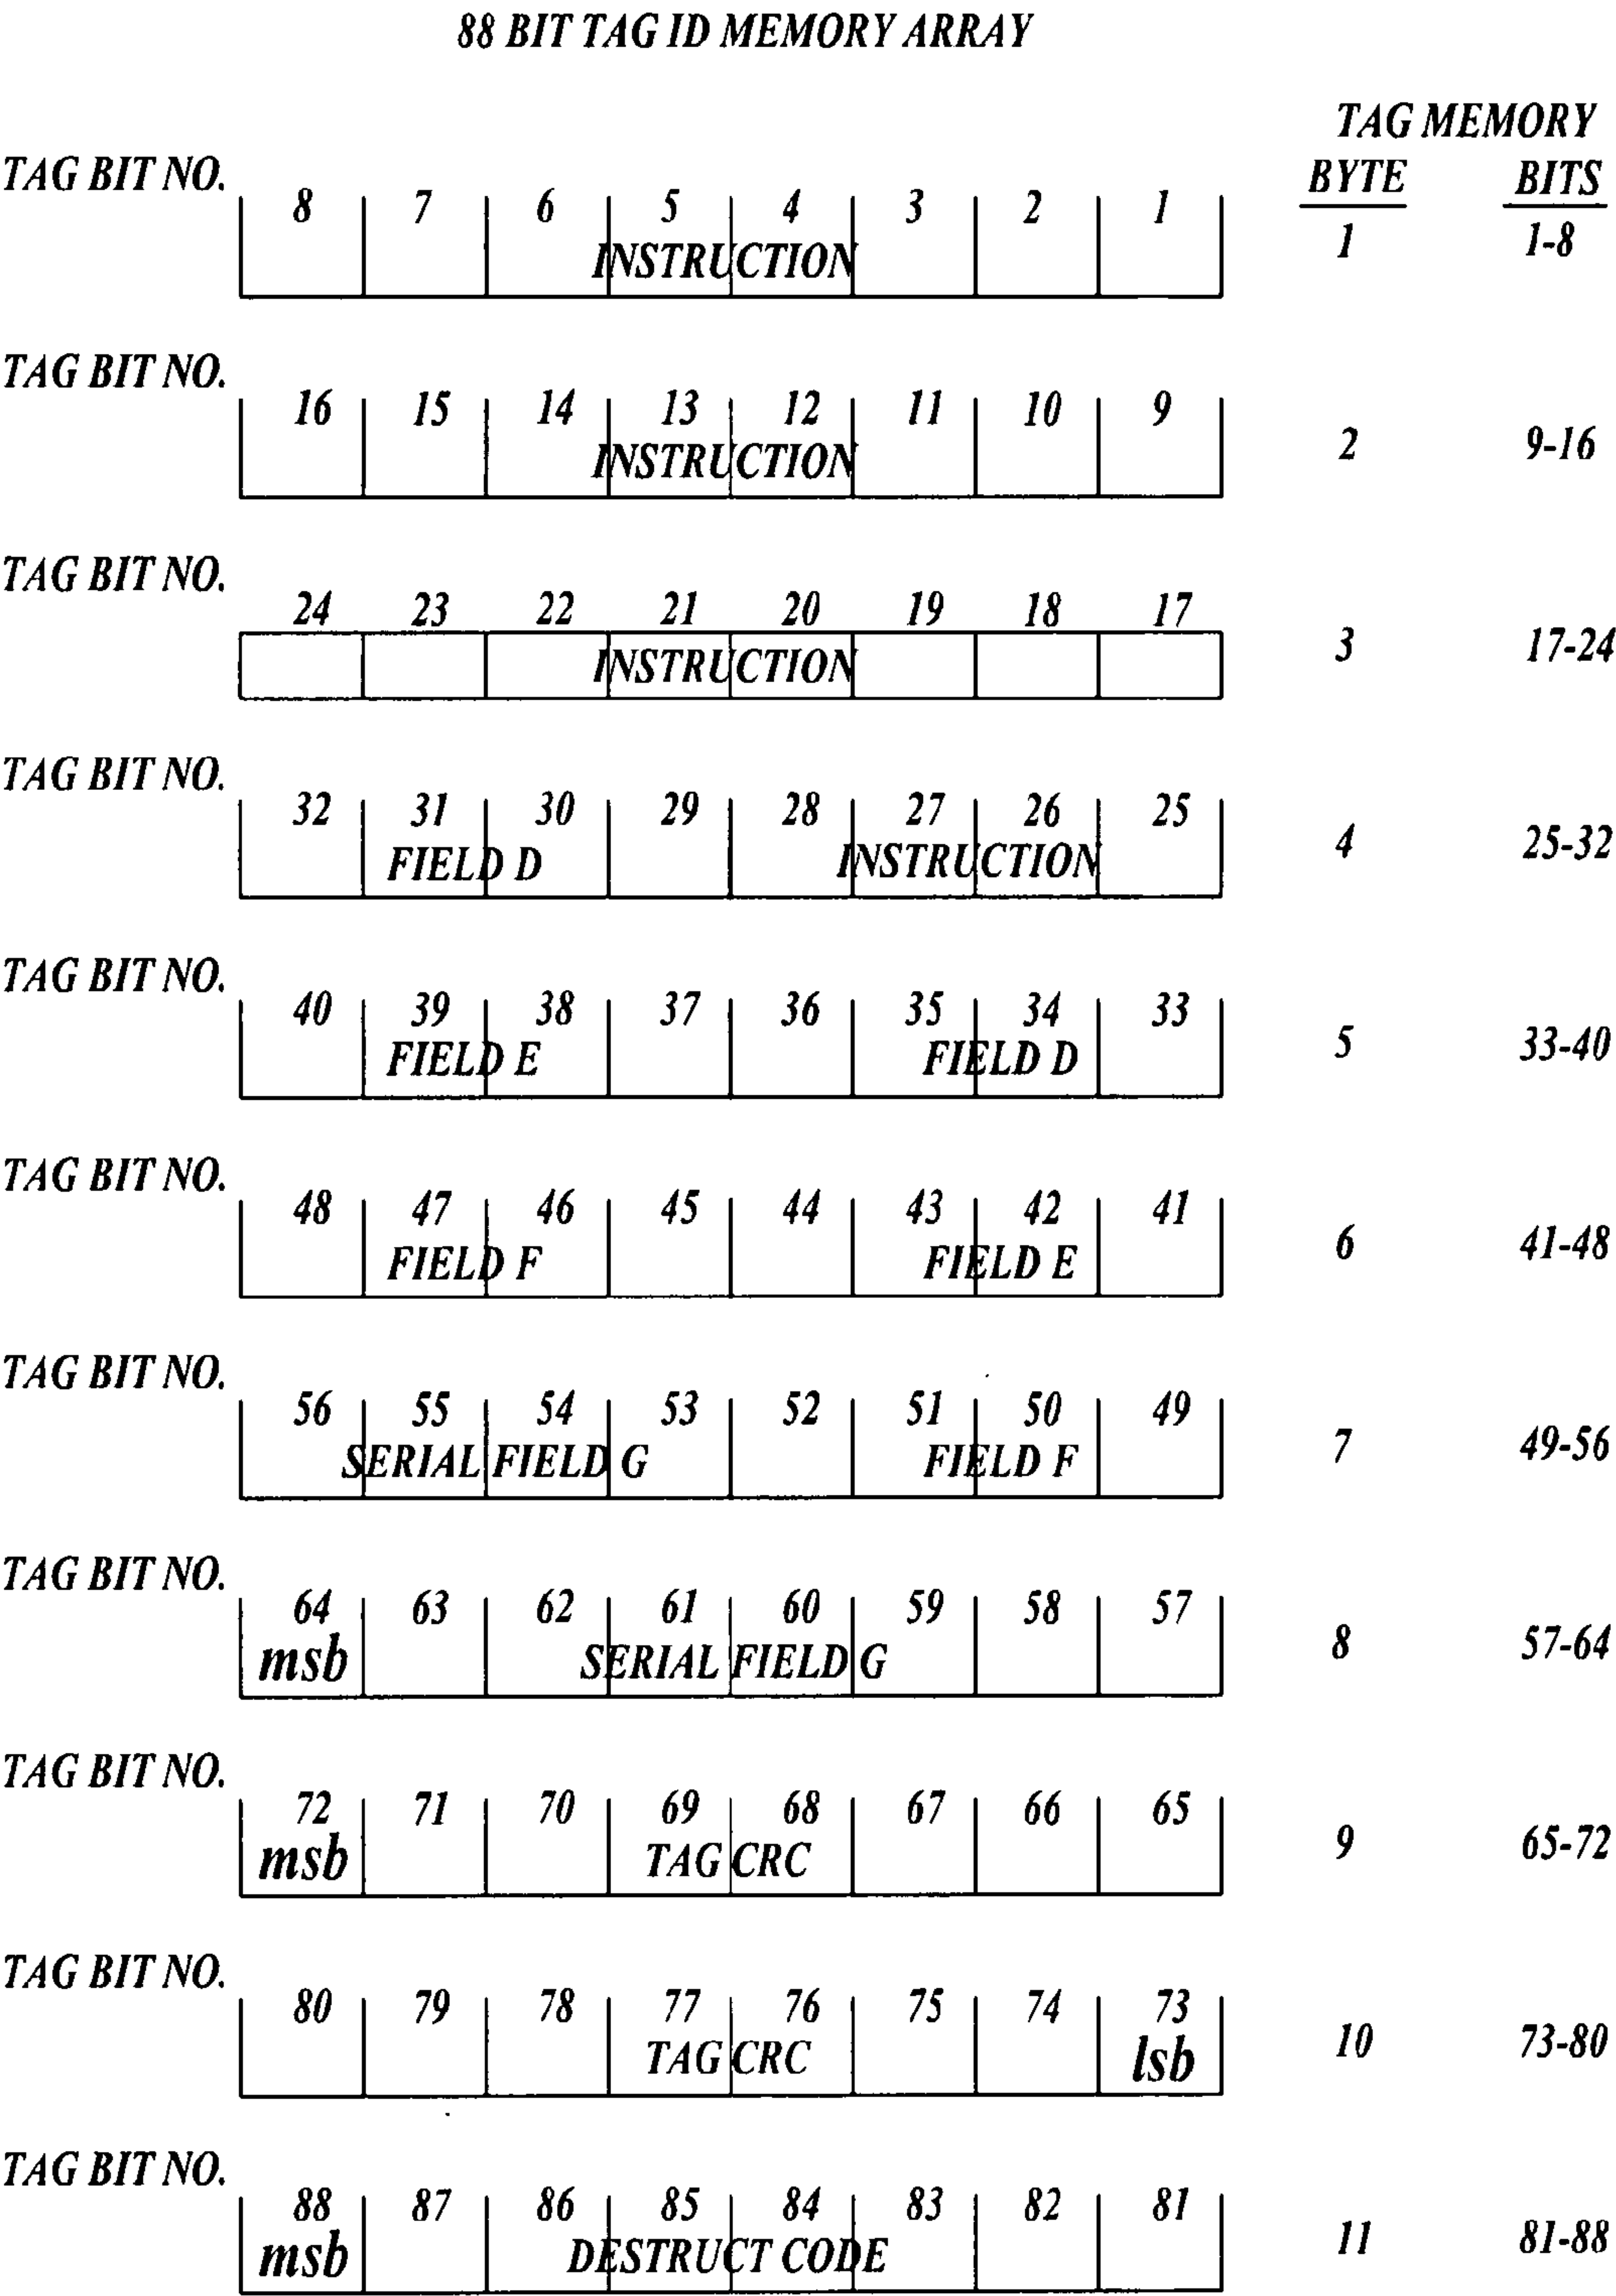 88 BIT TAG ID MEMORY ARRAY
TAG MEMORY
TAG BIT NO. BYTE BITS
8 7 6 5 4 3 2 1
INSTRUCTION 1 1-8
TAG BIT NO.
16 15 14 13 12 11 10 9
INSTRUCTION 2 9-16
TAG BIT NO.
24 23 22 21 20 19 18 17
INSTRUCTION 3 17-24
TAG BIT NO.
32 31 30 29 28 27 26 25
FIELD D INSTRUCTION 4 25-32
TAG BIT NO.
40 39 38 37 36 35 34 33
FIELD E FIELD D 5 33-40
TAG BIT NO.
48 47 46 45 44 43 42 41
FIELD F FIELD E 6 41-48
TAG BIT NO.
56 55 54 53 52 51 50 49
SERIAL FIELD G FIELD F 7 49-56
TAG BIT NO.
64 63 62 61 60 59 58 57
msb SERIAL FIELD G 8 57-64
TAG BIT NO.
72 71 70 69 68 67 66 65
msb TAG CRC 9 65-72
TAG BIT NO.
80 79 78 77 76 75 74 73
TAG CRC lsb 10 73-80
TAG BIT NO.
88 87 86 85 84 83 82 81
msb DESTRUCT CODE 11 81-88